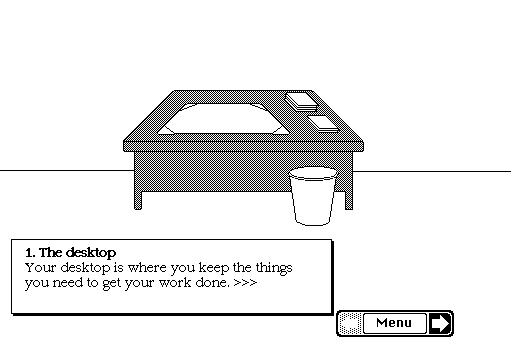 1. The desktop
Your desktop is where you keep the things
you need to get your work done. >>>
Menu